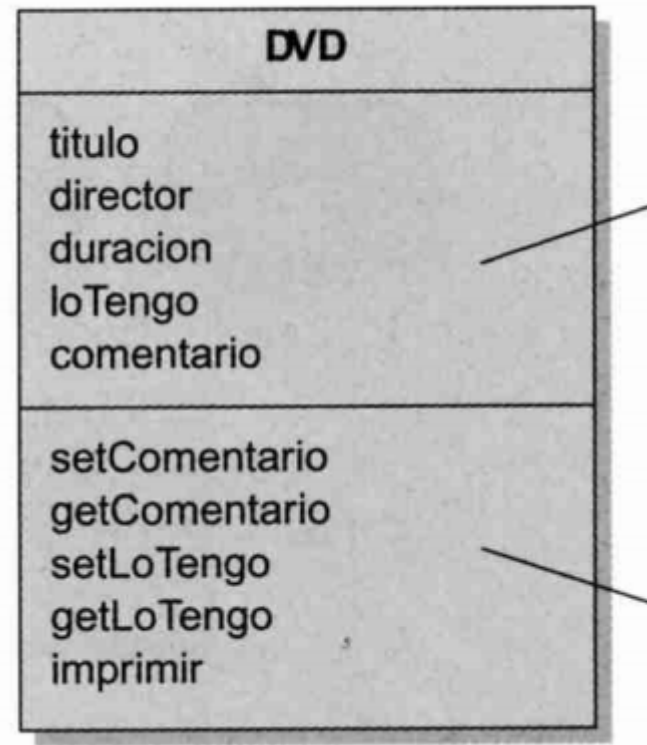 DVD
titulo
director
duracion
loTengo
comentario
setComentario
getComentario
setLoTengo
getLoTengo
imprimir